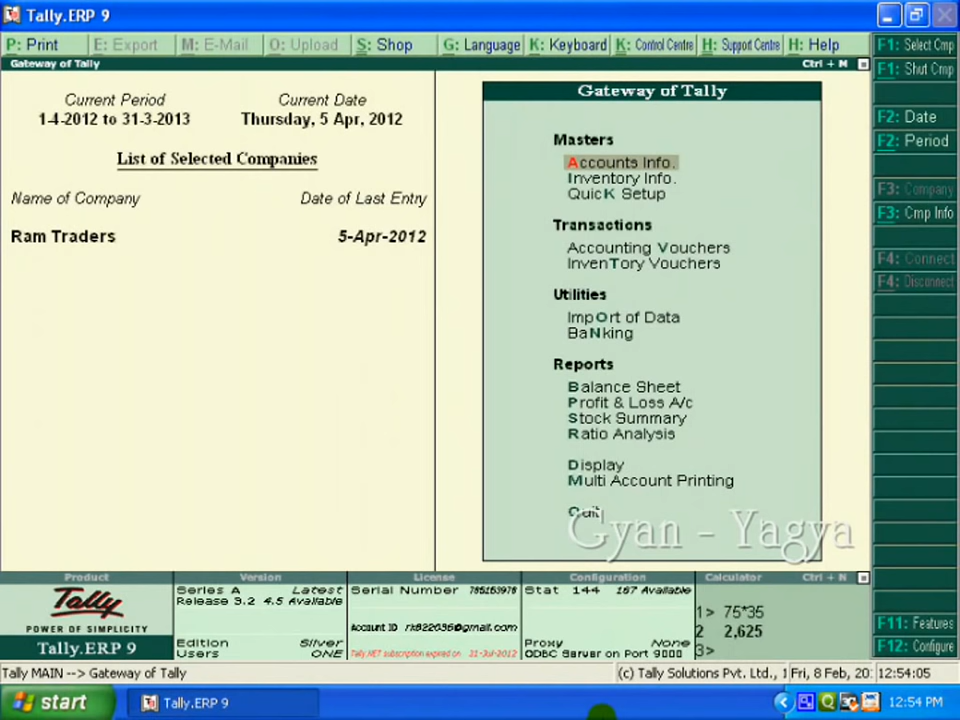 Tally.ERP 9
P: Print E: Export M: E-Mail O: Upload S: Shop G: Language K: Keyboard K: Control Centre H: Support Centre H: Help
F1: Select Cmp
F1: Shut Cmp
F2: Date
F2: Period
F3: Company
F3: Cmp Info
F4: Connect
F4: Disconnect
F11: Features
F12: Configure
Gateway of Tally Ctrl + M
Current Period Current Date
1-4-2012 to 31-3-2013 Thursday, 5 Apr, 2012
List of Selected Companies
Name of Company Date of Last Entry
Ram Traders 5-Apr-2012
Gateway of Tally
Masters
Accounts Info.
Inventory Info.
QuicK Setup
Transactions
Accounting Vouchers
InvenTory Vouchers
Utilities
ImpOrt of Data
BaNking
Reports
Balance Sheet
Profit & Loss A/c
Stock Summary
Ratio Analysis
Display
Multi Account Printing
Quit
Gyan - Yagya
Product Version License Configuration Calculator Ctrl + N
Tally
POWER OF SIMPLICITY
Tally.ERP 9
Series A Latest
Release 3.2 4.5 Available
Edition Silver
Users ONE
Serial Number
Account ID
Tally.NET subscription expired on 21-Jul-2012
Stat 144 167 Available
Proxy None
ODBC Server on Port 9000
1> 75*35
2 2,625
3>
Tally MAIN --> Gateway of Tally (c) Tally Solutions Pvt. Ltd., 1 Fri, 8 Feb, 20 12:54:05
start Tally.ERP 9 12:54 PM